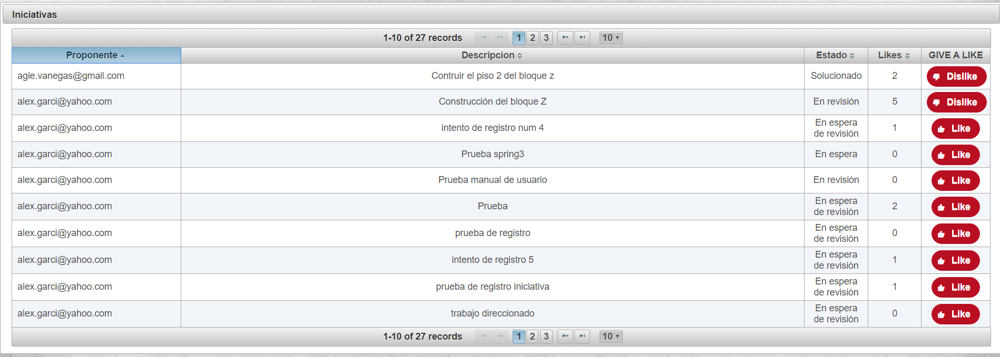 Iniciativas
1-10 of 27 records 1 2 3 10
Proponente Descripcion Estado Likes GIVE A LIKE
agie.vanegas@gmail.com Contruir el piso 2 del bloque z Solucionado 2 Dislike
alex.garci@yahoo.com Construcción del bloque Z En revisión 5 Dislike
alex.garci@yahoo.com intento de registro num 4 En espera de revisión 1 Like
alex.garci@yahoo.com Prueba spring3 En espera 0 Like
alex.garci@yahoo.com Prueba manual de usuario En revisión 0 Like
alex.garci@yahoo.com Prueba En espera de revisión 2 Like
alex.garci@yahoo.com prueba de registro En espera de revisión 0 Like
alex.garci@yahoo.com intento de registro 5 En espera de revisión 1 Like
alex.garci@yahoo.com prueba de registro iniciativa En espera de revisión 1 Like
alex.garci@yahoo.com trabajo direccionado En espera de revisión 0 Like
1-10 of 27 records 1 2 3 10